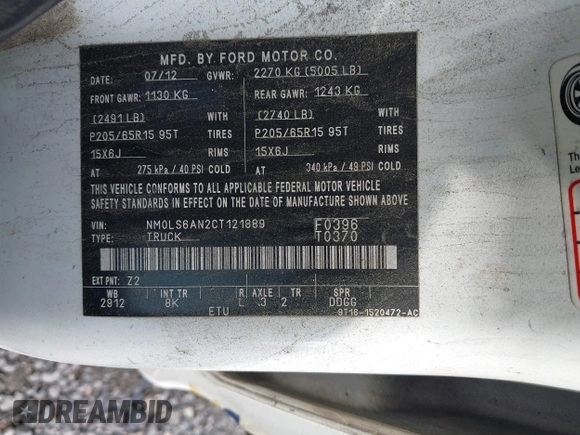 MFD. BY FORD MOTOR CO.
DATE: 07/12 GVWR: 2270 KG (5005 LB)
FRONT GAWR: 1130 KG REAR GAWR: 1243 KG
(2491 LB) (2740 LB)
P205/65R15 95T TIRES P205/65R15 95T TIRES
15X6J RIMS 15X6J RIMS
AT 275 kPa / 40 PSI COLD AT 340 kPa / 49 PSI COLD
THIS VEHICLE CONFORMS TO ALL APPLICABLE FEDERAL MOTOR VEHICLE
SAFETY STANDARDS IN EFFECT ON THE DATE OF MANUFACTURE SHOWN ABOVE
VIN: NM0LS6AN2CT121889 F0396
TYPE: TRUCK T0370
EXT PNT: Z2
WB INT TR R AXLE TR SPR
2912 8K L 3 2 DDGG
ETU 9T16-1520472-AC
DREAMBID